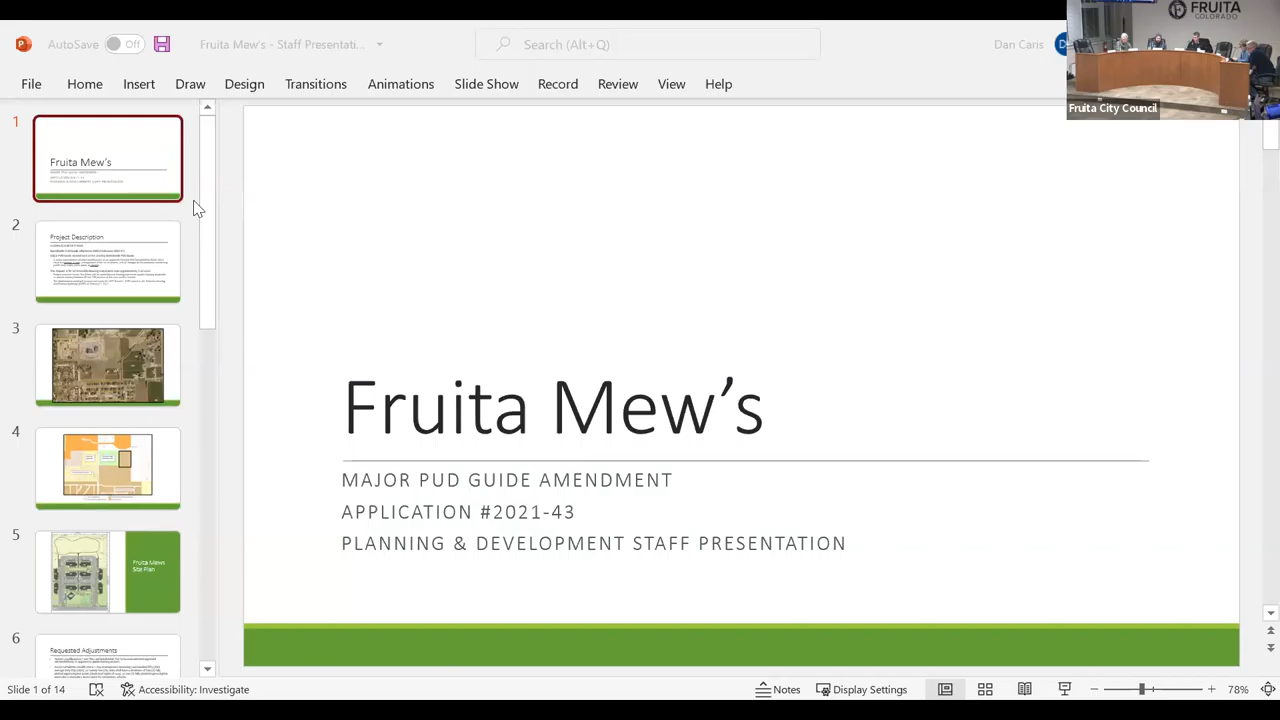 AutoSave
Off
Fruita Mew's - Staff Presentati...
Search (Alt+Q)
Dan Caris
FRUITA
COLORADO
Fruita City Council
File
Home
Insert
Draw
Design
Transitions
Animations
Slide Show
Record
Review
View
Help
1
Fruita Mew's
2
Project Description
3
4
5
Fruita Mews
Site Plan
6
Requested Adjustments
Fruita Mew's
MAJOR PUD GUIDE AMENDMENT
APPLICATION #2021-43
PLANNING & DEVELOPMENT STAFF PRESENTATION
Slide 1 of 14
Accessibility: Investigate
Notes
Display Settings
78%